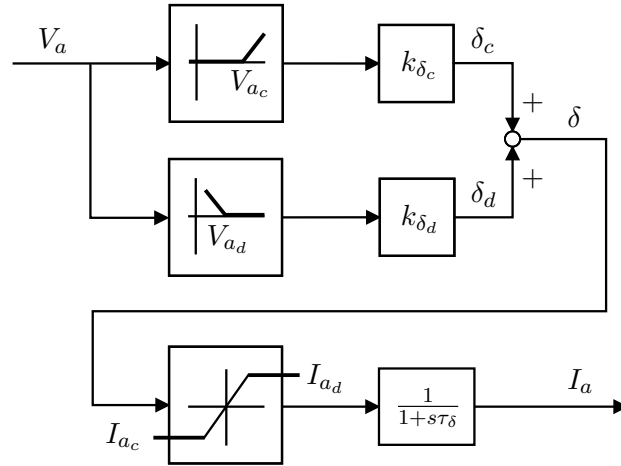 V_a
V_{a_c}
k_{δ_c}
δ_c
+
δ
V_{a_d}
k_{δ_d}
δ_d
+
I_{a_c}
I_{a_d}
\frac{1}{1+sτ_δ}
I_a